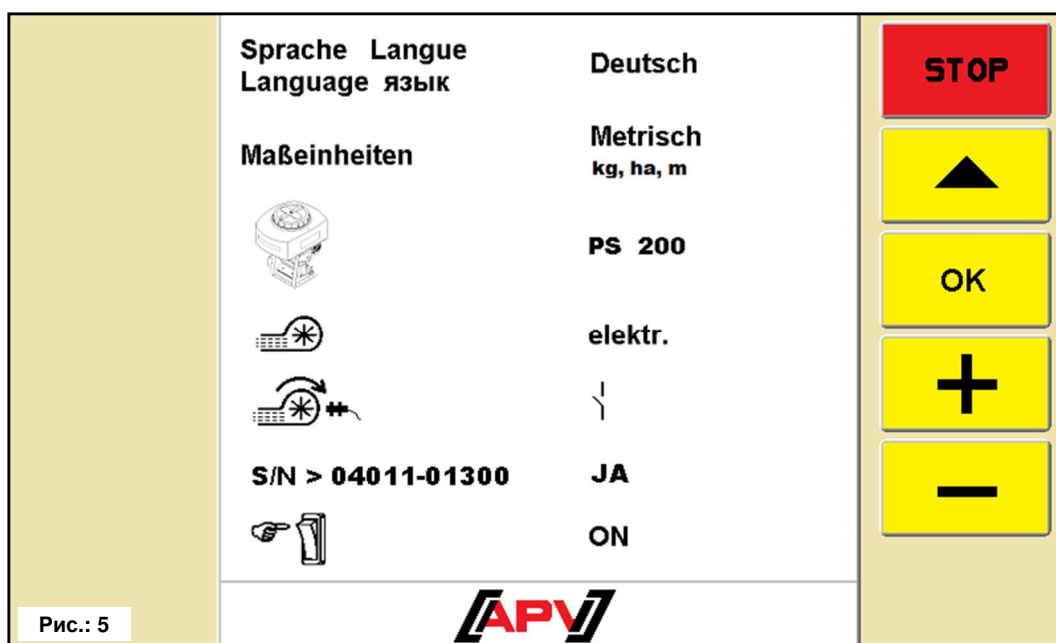 Sprache Langue
Language язык
Deutsch
Maßeinheiten
Metrisch
kg, ha, m
PS 200
elektr.
S/N > 04011-01300
JA
ON
APV
Рис.: 5
STOP
OK